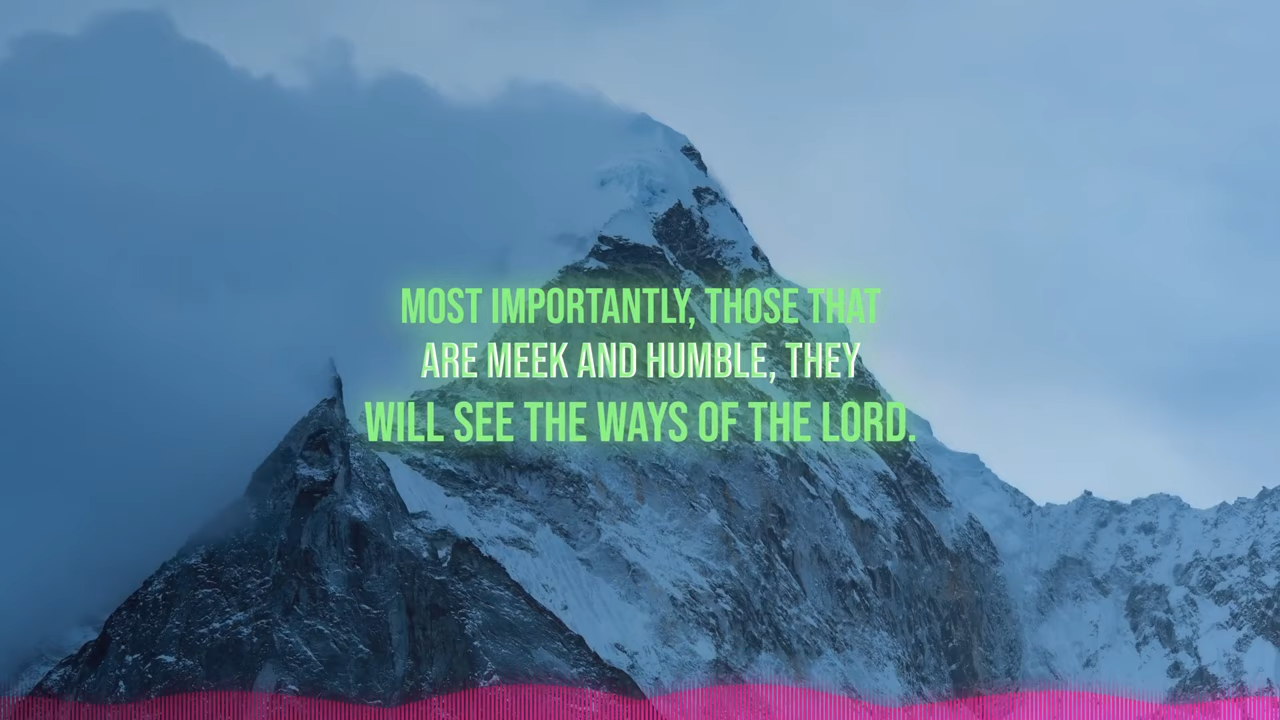 MOST IMPORTANTLY, THOSE THAT
ARE MEEK AND HUMBLE, THEY
WILL SEE THE WAYS OF THE LORD.